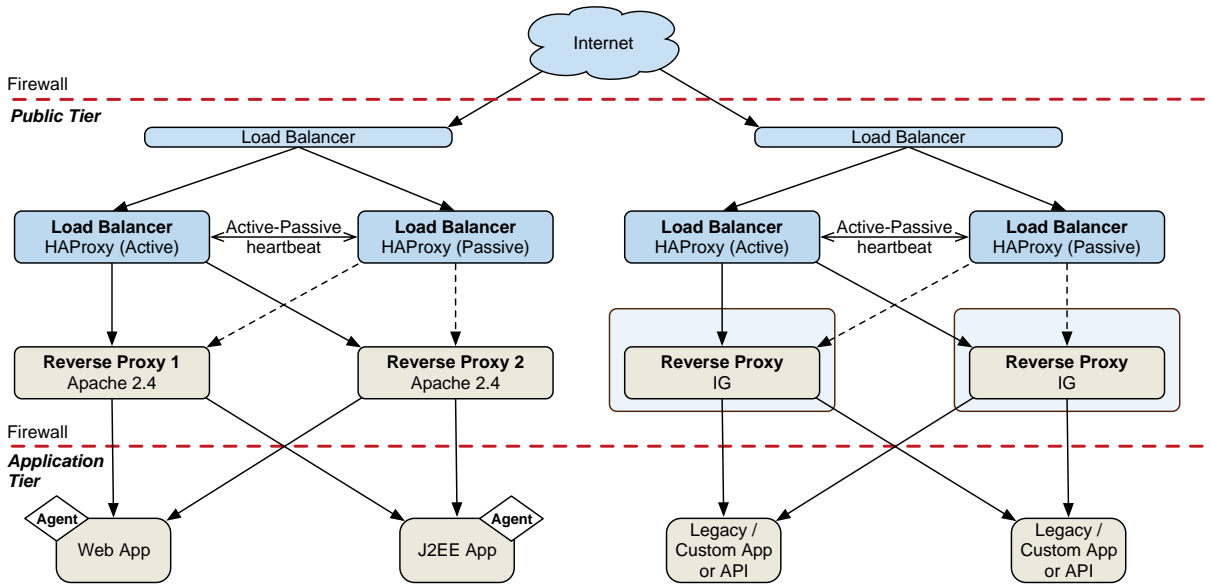 Internet
Firewall
Public Tier
Load Balancer
Load Balancer
Load Balancer
HAProxy (Active)
Active-Passive
heartbeat
Load Balancer
HAProxy (Passive)
Load Balancer
HAProxy (Active)
Active-Passive
heartbeat
Load Balancer
HAProxy (Passive)
Reverse Proxy 1
Apache 2.4
Reverse Proxy 2
Apache 2.4
Reverse Proxy
IG
Reverse Proxy
IG
Firewall
Application
Tier
Agent
Web App
J2EE App
Agent
Legacy /
Custom App
or API
Legacy /
Custom App
or API